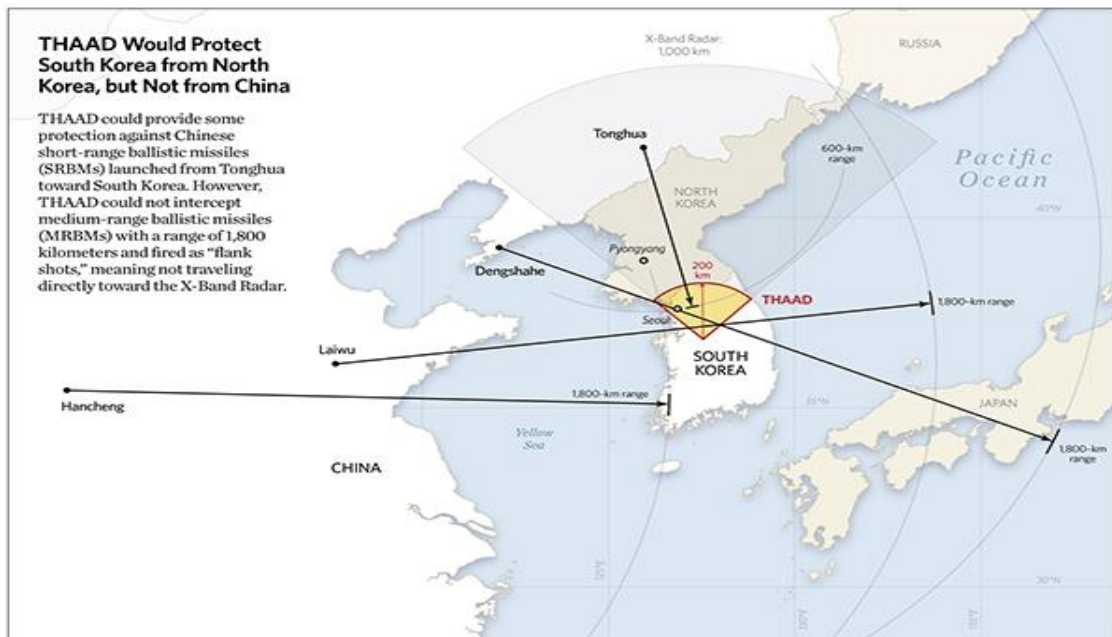 THAAD Would Protect
South Korea from North
Korea, but Not from China
THAAD could provide some
protection against Chinese
short-range ballistic missiles
(SRBMs) launched from Tonghua
toward South Korea. However,
THAAD could not intercept
medium-range ballistic missiles
(MRBMs) with a range of 1,800
kilometers and fired as “flank
shots,” meaning not traveling
directly toward the X-Band Radar.
X-Band Radar:
1,000 km
RUSSIA
Tonghua
600-km
range
Pacific
Ocean
NORTH
KOREA
40°N
Pyongyang
Dengshahe
200
km
THAAD
1,800-km range
Seoul
Laiwu
SOUTH
KOREA
Hancheng
1,800-km range
JAPAN
35°N
Yellow
Sea
1,800-km
range
CHINA
30°N